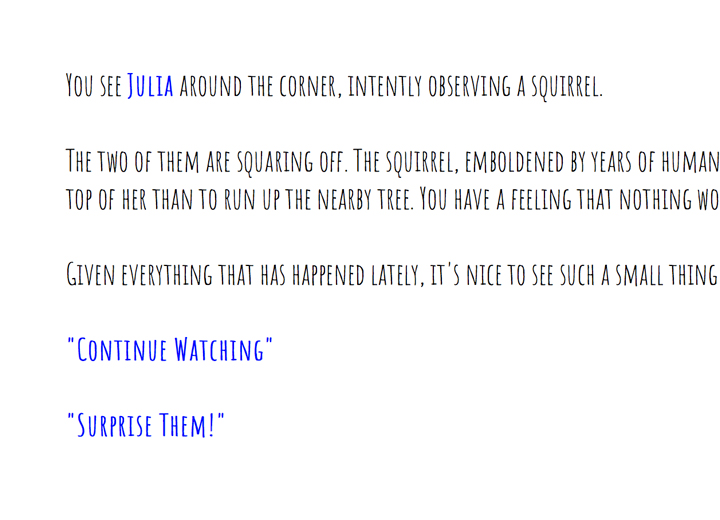 You see Julia around the corner, intently observing a squirrel.
The two of them are squaring off. The squirrel, emboldened by years of human
top of her than to run up the nearby tree. You have a feeling that nothing wo
Given everything that has happened lately, it's nice to see such a small thing
"Continue Watching"
"Surprise Them!"